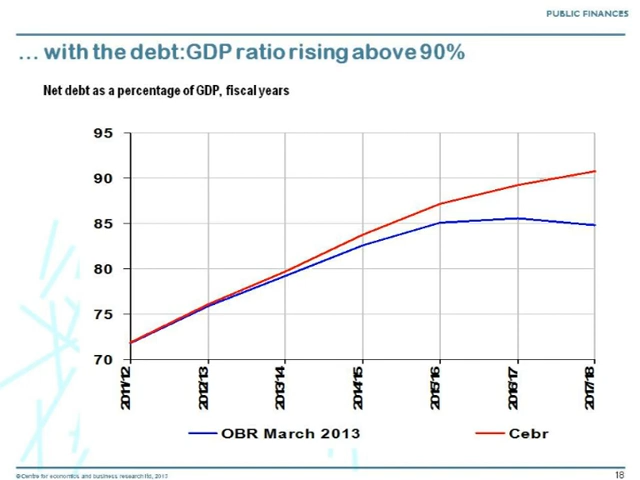 PUBLIC FINANCES
... with the debt:GDP ratio rising above 90%
Net debt as a percentage of GDP, fiscal years
95
90
85
80
75
70
2011/12 2012/13 2013/14 2014/15 2015/16 2016/17 2017/18
OBR March 2013 Cebr
©Centre for economics and business research ltd, 2013 18